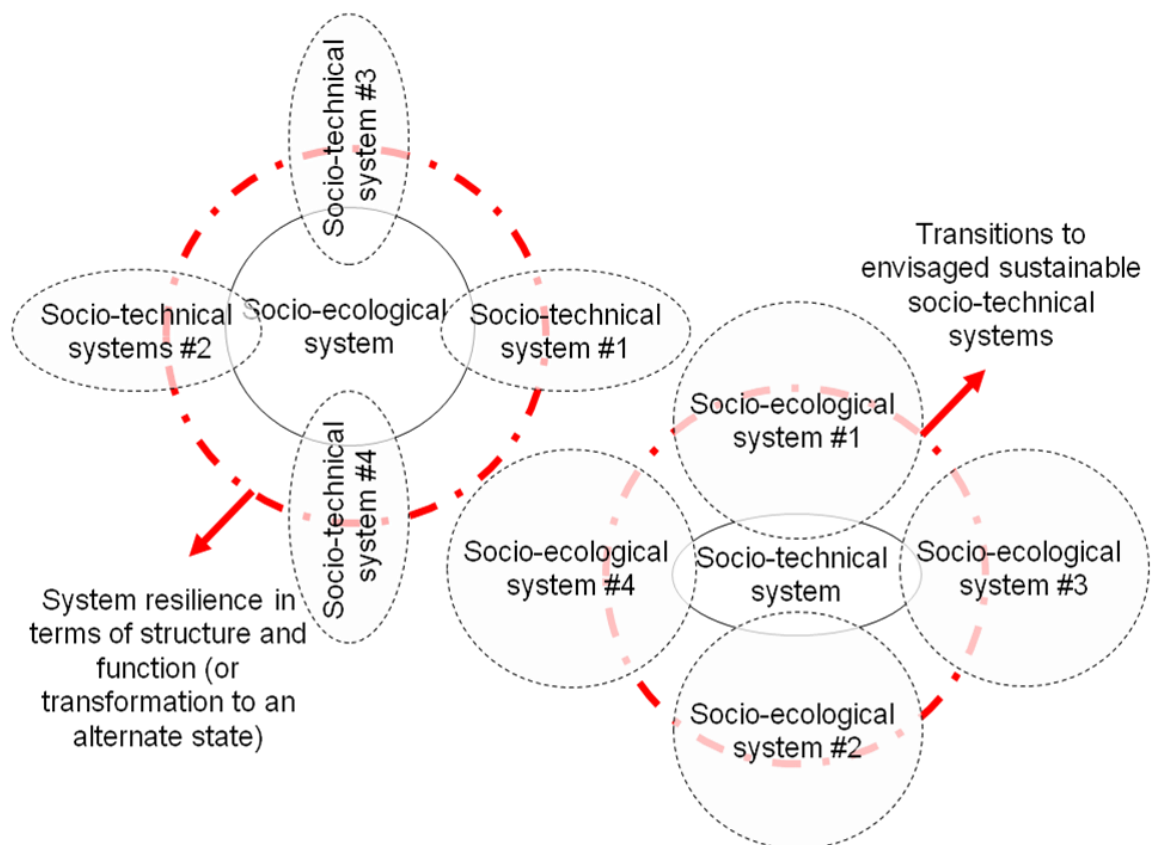 Socio-technical
system #3
Socio-ecological
system
Socio-technical
systems #2
Socio-technical
system #1
Socio-technical
system #4
System resilience in
terms of structure and
function (or
transformation to an
alternate state)
Transitions to
envisaged sustainable
socio-technical
systems
Socio-ecological
system #1
Socio-ecological
system #4
Socio-technical
system
Socio-ecological
system #3
Socio-ecological
system #2